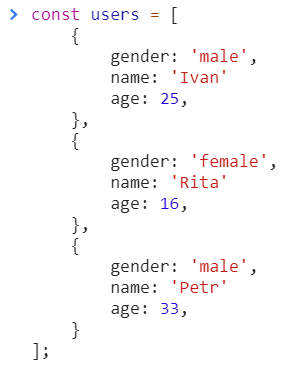 const users = [
    {
        gender: 'male',
        name: 'Ivan'
        age: 25,
    },
    {
        gender: 'female',
        name: 'Rita'
        age: 16,
    },
    {
        gender: 'male',
        name: 'Petr'
        age: 33,
    }
];